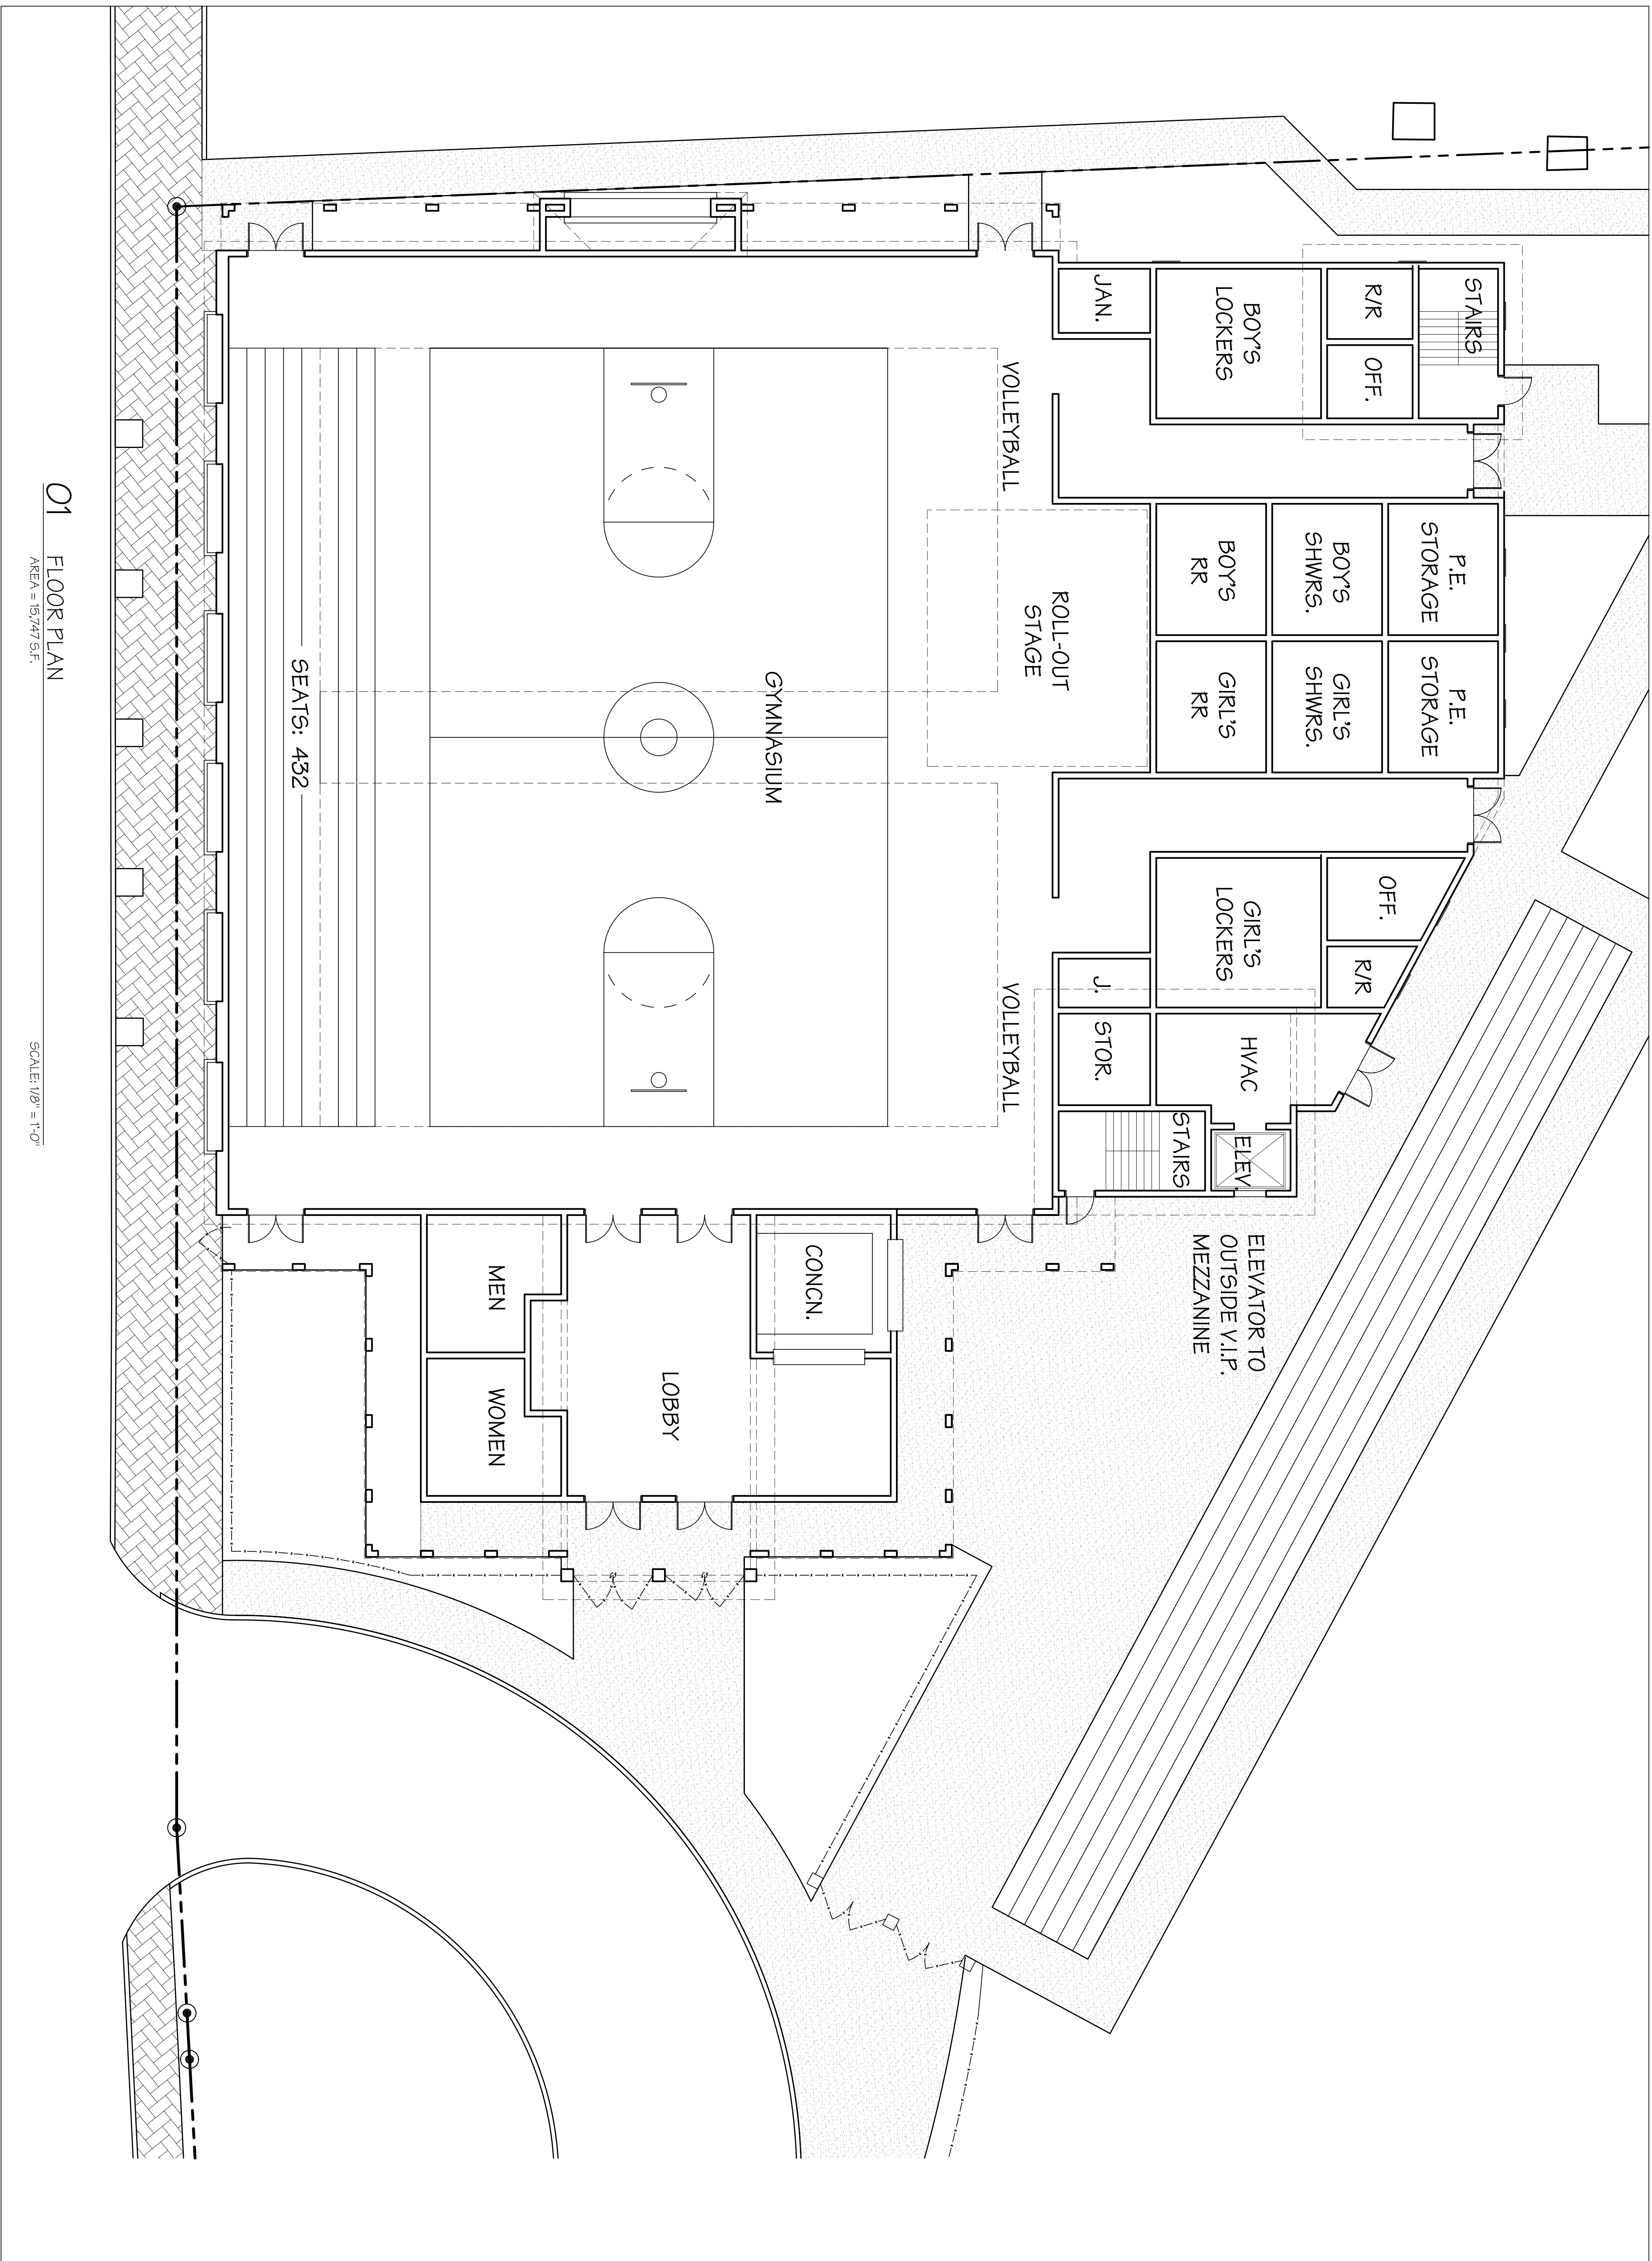 STAIRS
R/R
OFF.
BOY'S
LOCKERS
JAN.
P.E.
STORAGE
P.E.
STORAGE
BOY'S
SHWRS.
GIRL'S
SHWRS.
BOY'S
RR
GIRL'S
RR
OFF.
R/R
GIRL'S
LOCKERS
J.
STOR.
HVAC
STAIRS
ELEV.
ELEVATOR TO
OUTSIDE V.I.P.
MEZZANINE
VOLLEYBALL
ROLL-OUT
STAGE
VOLLEYBALL
GYMNASIUM
SEATS: 432
CONCN.
LOBBY
MEN
WOMEN
01 FLOOR PLAN
AREA = 15,747 S.F.
SCALE: 1/8" = 1'-0"